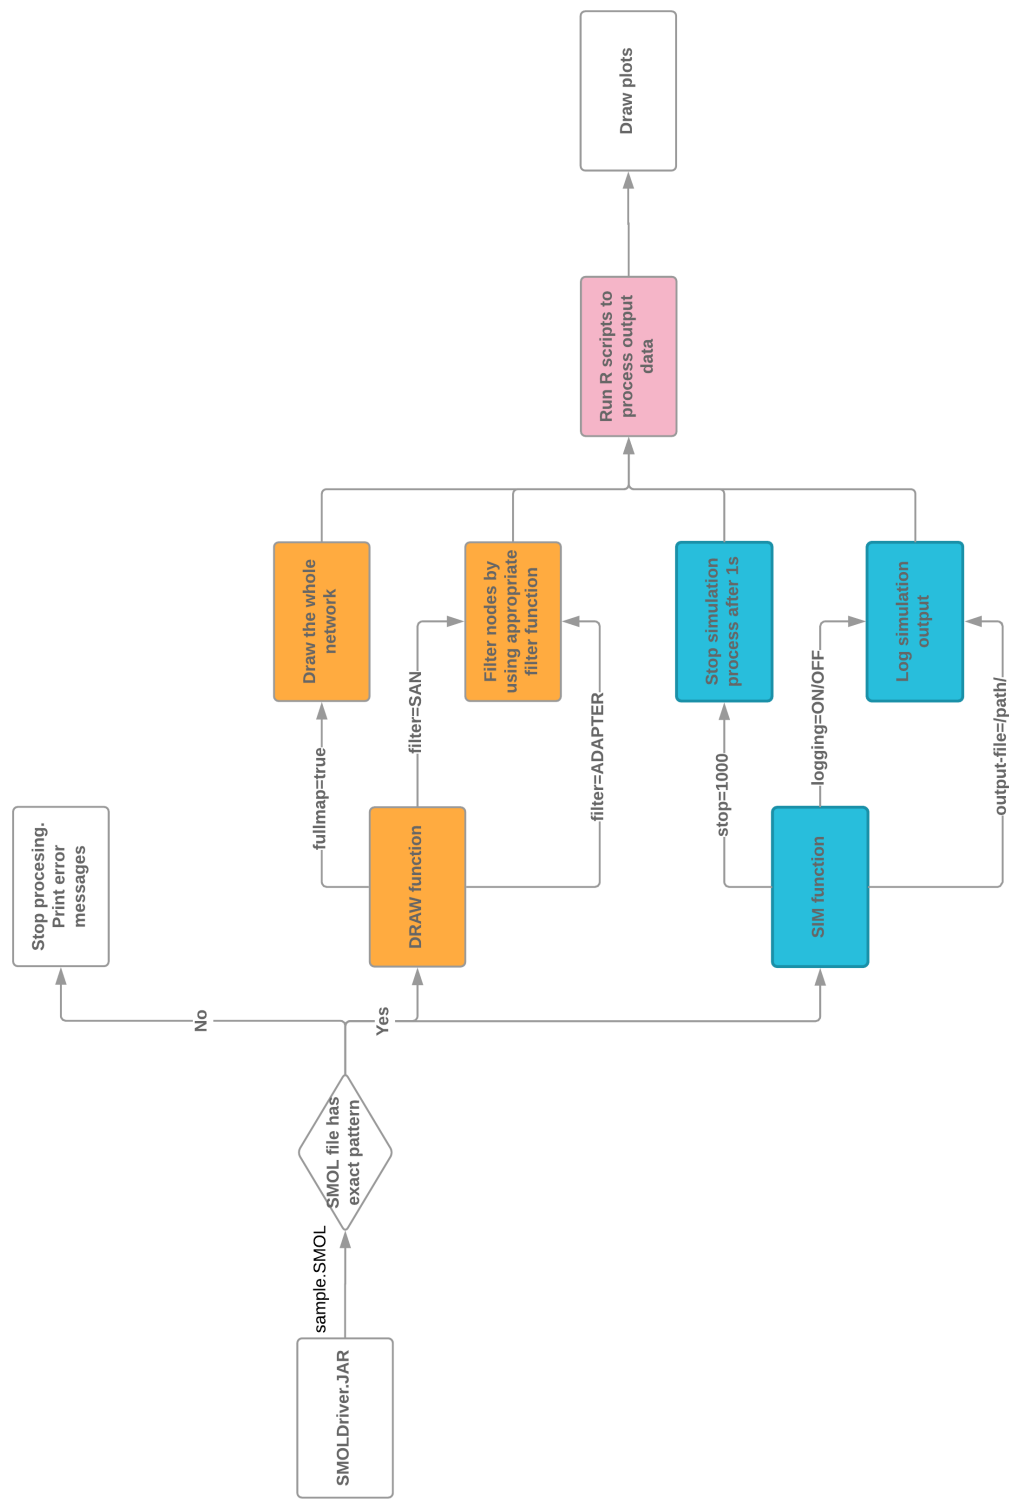 SMOLDriver.JAR
sample.SMOL
SMOL file has
exact pattern
No
Yes
Stop procesing.
Print error
messages
DRAW function
fullmap=true
filter=SAN
filter=ADAPTER
SIM function
stop=1000
logging=ON/OFF
output-file=/path/
Draw the whole
network
Filter nodes by
using appropriate
filter function
Stop simulation
process after 1s
Log simulation
output
Run R scripts to
process output
data
Draw plots